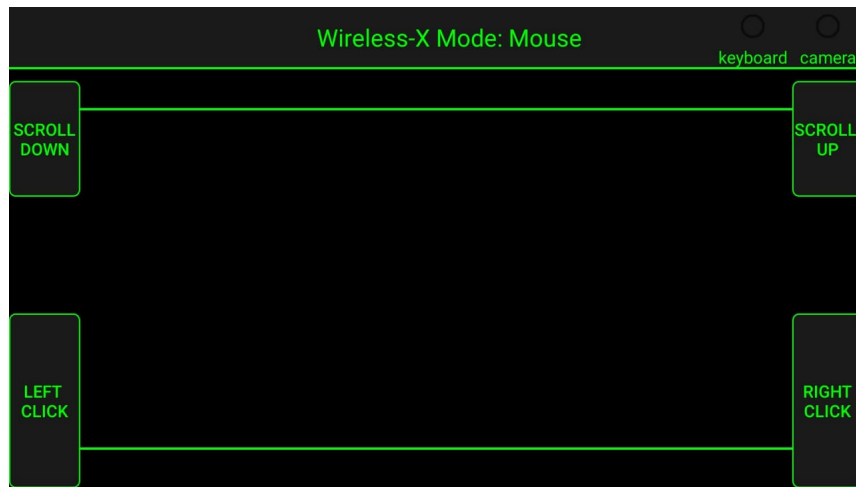 Wireless-X Mode: Mouse
keyboard
camera
SCROLL
DOWN
SCROLL
UP
LEFT
CLICK
RIGHT
CLICK